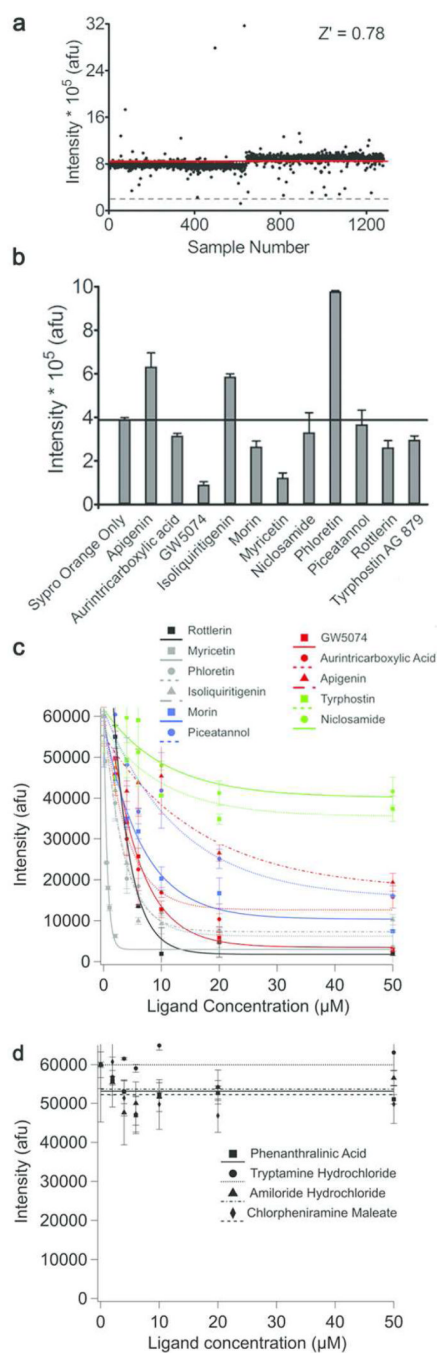 a
Z' = 0.78
Intensity * 10⁵ (afu)
32
24
16
8
0
0
400
800
1200
Sample Number
b
Intensity * 10⁵ (afu)
10
8
6
4
2
0
Sypro Orange Only
Apigenin
Aurintricarboxylic acid
GW5074
Isoliquiritigenin
Morin
Myricetin
Niclosamide
Phloretin
Piceatannol
Rottlerin
Tyrphostin AG 879
c
Rottlerin
Myricetin
Phloretin
Isoliquiritigenin
Morin
Piceatannol
GW5074
Aurintricarboxylic Acid
Apigenin
Tyrphostin
Niclosamide
Intensity (afu)
60000
50000
40000
30000
20000
10000
0
0
10
20
30
40
50
Ligand Concentration (µM)
d
Intensity (afu)
60000
50000
40000
30000
20000
10000
0
Phenanthralinic Acid
Tryptamine Hydrochloride
Amiloride Hydrochloride
Chlorpheniramine Maleate
0
10
20
30
40
50
Ligand concentration (µM)